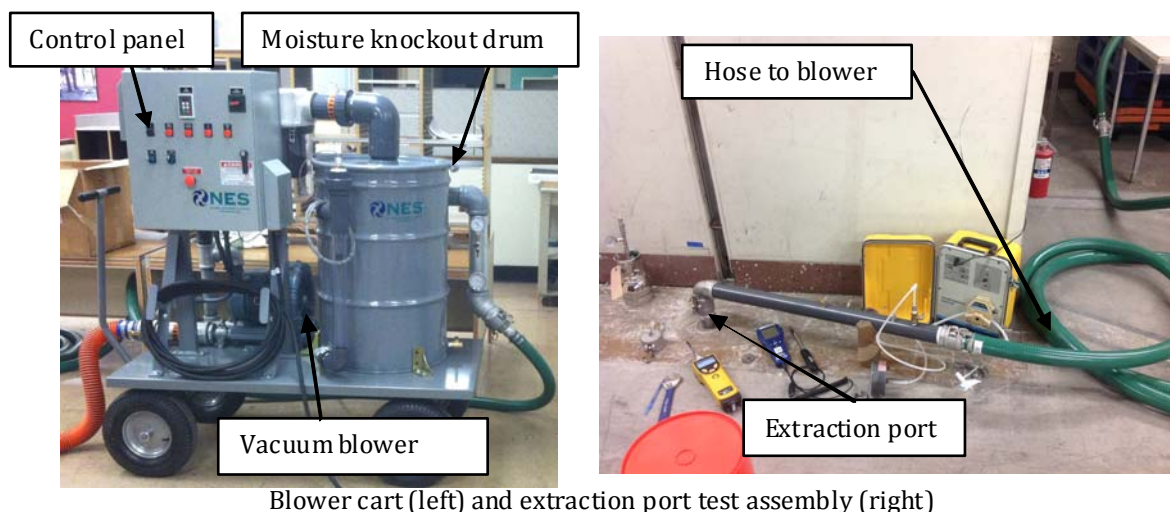 Control panel
Moisture knockout drum
Hose to blower
NES
NES
Vacuum blower
Extraction port
Blower cart (left) and extraction port test assembly (right)